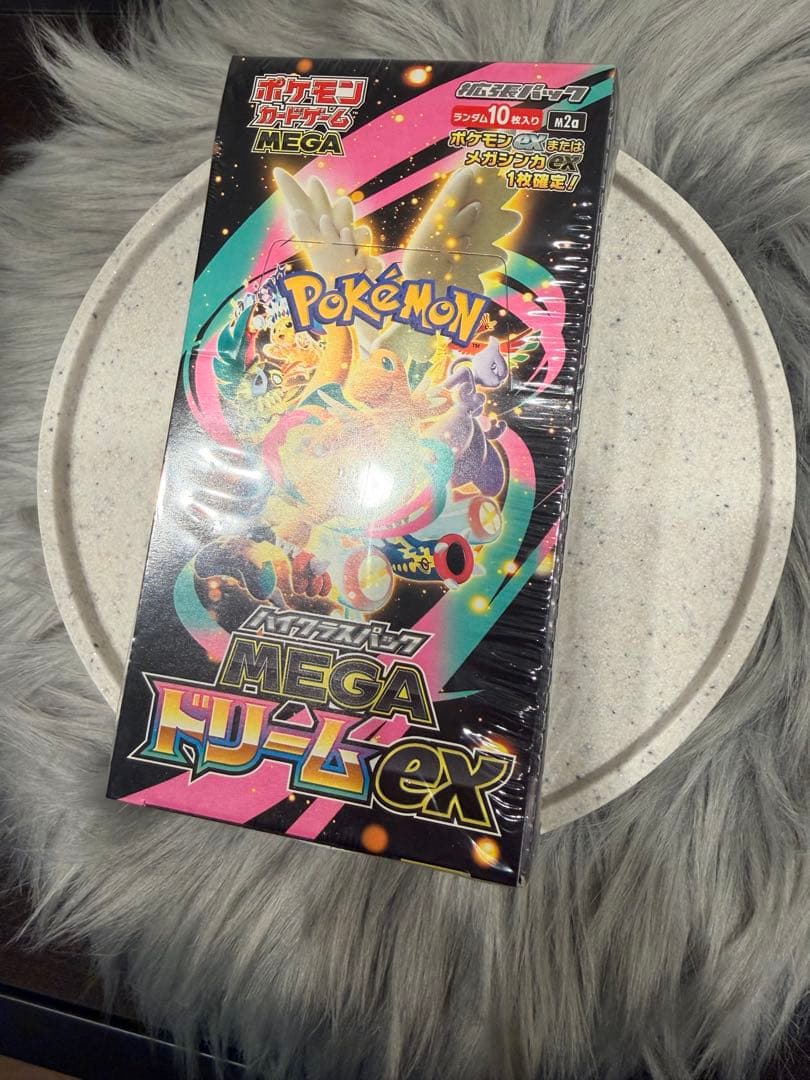 ポケモン
カードゲーム
MEGA
拡張パック
ランダム10枚入り
M2a
ポケモンexまたは
メガシンカex
1枚確定!
POKéMON
TM
ハイクラスパック
MEGA
ドリームex